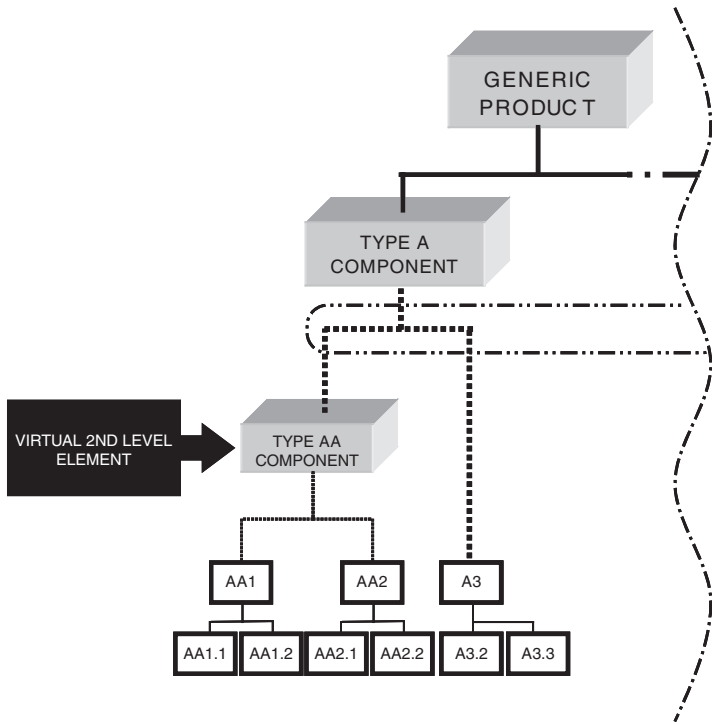 GENERIC
PRODUCT
TYPE A
COMPONENT
VIRTUAL 2ND LEVEL
ELEMENT
TYPE AA
COMPONENT
AA1
AA2
A3
AA1.1
AA1.2
AA2.1
AA2.2
A3.2
A3.3